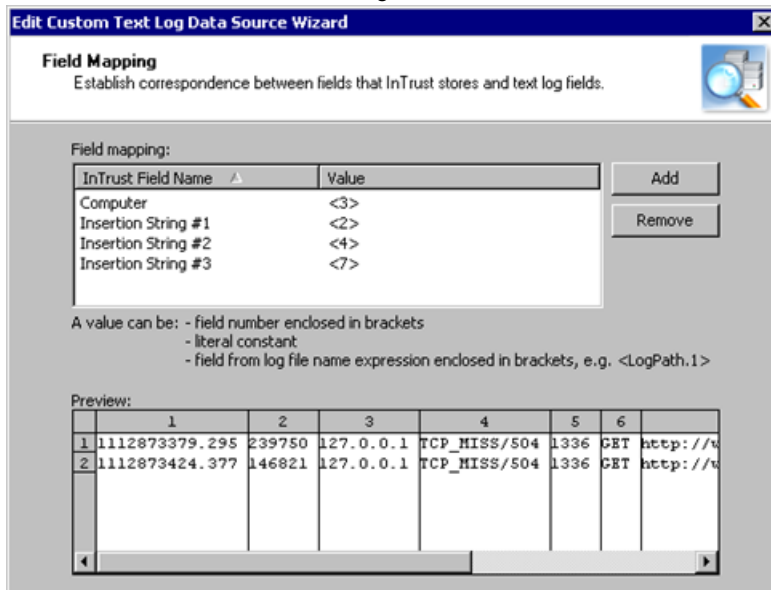 Edit Custom Text Log Data Source Wizard
Field Mapping
Establish correspondence between fields that InTrust stores and text log fields.
Field mapping:
InTrust Field Name Value
Computer <3>
Insertion String #1 <2>
Insertion String #2 <4>
Insertion String #3 <7>
Add
Remove
A value can be: - field number enclosed in brackets
- literal constant
- field from log file name expression enclosed in brackets, e.g. <LogPath.1>
Preview:
1 2 3 4 5 6
1 1112873379.295 239750 127.0.0.1 TCP_MISS/504 1336 GET http://w
2 1112873424.377 146821 127.0.0.1 TCP_MISS/504 1336 GET http://w